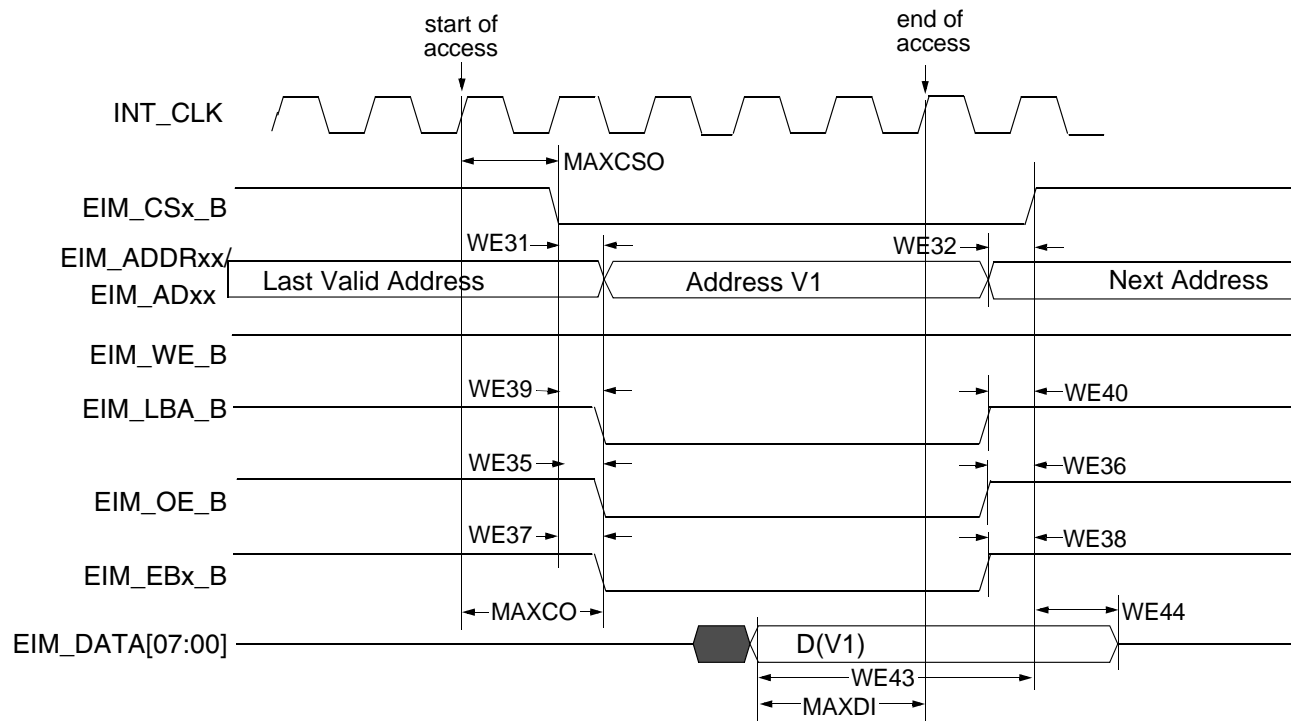 start of
access
end of
access
INT_CLK
MAXCSO
EIM_CSx_B
WE31
WE32
EIM_ADDRxx/
EIM_ADxx
Last Valid Address
Address V1
Next Address
EIM_WE_B
WE39
WE40
EIM_LBA_B
WE35
WE36
EIM_OE_B
WE37
WE38
EIM_EBx_B
MAXCO
WE44
EIM_DATA[07:00]
D(V1)
WE43
MAXDI